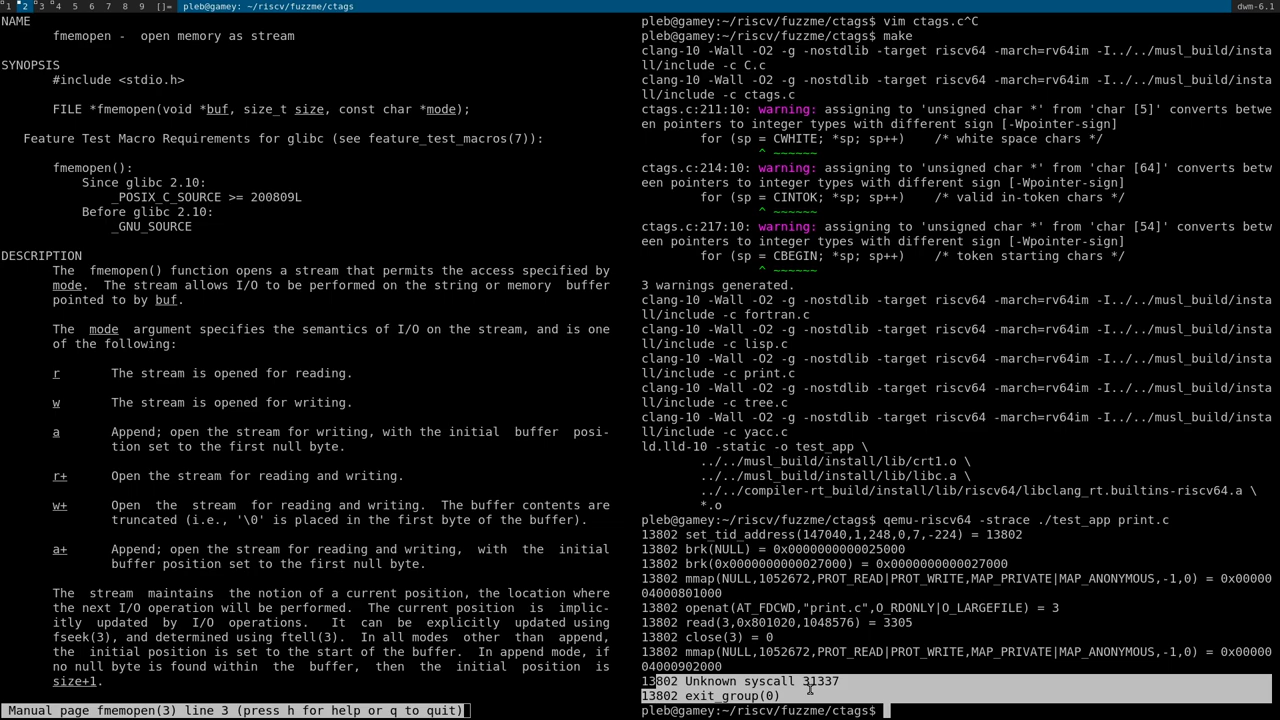 1 2 3 4 5 6 7 8 9 []= pleb@gamey: ~/riscv/fuzzme/ctags dwm-6.1
NAME
fmemopen -  open memory as stream
SYNOPSIS
#include <stdio.h>
FILE *fmemopen(void *buf, size_t size, const char *mode);
Feature Test Macro Requirements for glibc (see feature_test_macros(7)):
fmemopen():
Since glibc 2.10:
_POSIX_C_SOURCE >= 200809L
Before glibc 2.10:
_GNU_SOURCE
DESCRIPTION
The  fmemopen() function opens a stream that permits the access specified by
mode.  The stream allows I/O to be performed on the string or memory  buffer
pointed to by buf.
The  mode  argument specifies the semantics of I/O on the stream, and is one
of the following:
r      The stream is opened for reading.
w      The stream is opened for writing.
a      Append; open the stream for writing, with the initial  buffer  posi-
tion set to the first null byte.
r+     Open the stream for reading and writing.
w+     Open  the  stream  for reading and writing.  The buffer contents are
truncated (i.e., '\0' is placed in the first byte of the buffer).
a+     Append; open the stream for reading and writing,  with  the  initial
buffer position set to the first null byte.
The  stream  maintains  the notion of a current position, the location where
the next I/O operation will be performed.  The current position  is  implic-
itly  updated by I/O  operations.   It  can  be  explicitly  updated using
fseek(3), and determined using ftell(3).  In all modes  other  than  append,
the  initial position is set to the start of the buffer.  In append mode, if
no null byte is found within  the  buffer,  then  the  initial  position  is
size+1.
Manual page fmemopen(3) line 3 (press h for help or q to quit)
pleb@gamey:~/riscv/fuzzme/ctags$ vim ctags.c^C
pleb@gamey:~/riscv/fuzzme/ctags$ make
clang-10 -Wall -O2 -g -nostdlib -target riscv64 -march=rv64im -I../../musl_build/insta
ll/include -c C.c
clang-10 -Wall -O2 -g -nostdlib -target riscv64 -march=rv64im -I../../musl_build/insta
ll/include -c ctags.c
ctags.c:211:10: warning: assigning to 'unsigned char *' from 'char [5]' converts betwe
en pointers to integer types with different sign [-Wpointer-sign]
for (sp = CWHITE; *sp; sp++)    /* white space chars */
^ ~~~~~~
ctags.c:214:10: warning: assigning to 'unsigned char *' from 'char [64]' converts betw
een pointers to integer types with different sign [-Wpointer-sign]
for (sp = CINTOK; *sp; sp++)    /* valid in-token chars */
^ ~~~~~~
ctags.c:217:10: warning: assigning to 'unsigned char *' from 'char [54]' converts betw
een pointers to integer types with different sign [-Wpointer-sign]
for (sp = CBEGIN; *sp; sp++)    /* token starting chars */
^ ~~~~~~
3 warnings generated.
clang-10 -Wall -O2 -g -nostdlib -target riscv64 -march=rv64im -I../../musl_build/insta
ll/include -c fortran.c
clang-10 -Wall -O2 -g -nostdlib -target riscv64 -march=rv64im -I../../musl_build/insta
ll/include -c lisp.c
clang-10 -Wall -O2 -g -nostdlib -target riscv64 -march=rv64im -I../../musl_build/insta
ll/include -c print.c
clang-10 -Wall -O2 -g -nostdlib -target riscv64 -march=rv64im -I../../musl_build/insta
ll/include -c tree.c
clang-10 -Wall -O2 -g -nostdlib -target riscv64 -march=rv64im -I../../musl_build/insta
ll/include -c yacc.c
ld.lld-10 -static -o test_app \
../../musl_build/install/lib/crt1.o \
../../musl_build/install/lib/libc.a \
../../compiler-rt_build/install/lib/riscv64/libclang_rt.builtins-riscv64.a \
*.o
pleb@gamey:~/riscv/fuzzme/ctags$ qemu-riscv64 -strace ./test_app print.c
13802 set_tid_address(147040,1,248,0,7,-224) = 13802
13802 brk(NULL) = 0x0000000000025000
13802 brk(0x0000000000027000) = 0x0000000000027000
13802 mmap(NULL,1052672,PROT_READ|PROT_WRITE,MAP_PRIVATE|MAP_ANONYMOUS,-1,0) = 0x00000
04000801000
13802 openat(AT_FDCWD,"print.c",O_RDONLY|O_LARGEFILE) = 3
13802 read(3,0x801020,1048576) = 3305
13802 close(3) = 0
13802 mmap(NULL,1052672,PROT_READ|PROT_WRITE,MAP_PRIVATE|MAP_ANONYMOUS,-1,0) = 0x00000
04000902000
13802 Unknown syscall 31337
13802 exit_group(0)
pleb@gamey:~/riscv/fuzzme/ctags$